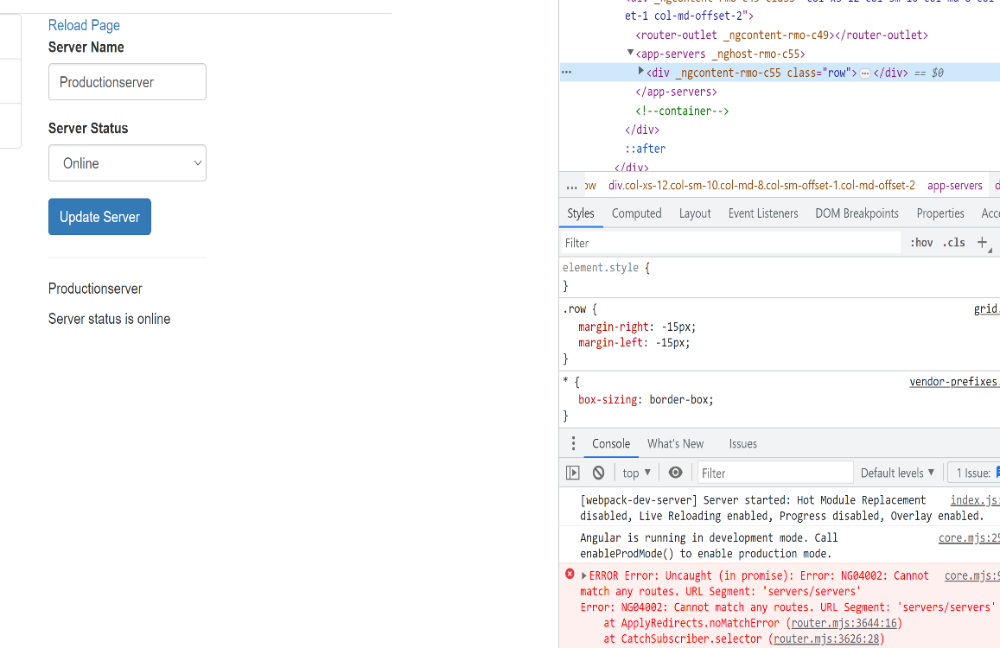 Reload Page
Server Name
Productionserver
Server Status
Online
Update Server
Productionserver
Server status is online
et-1 col-md-offset-2">
<router-outlet _ngcontent-rmo-c49></router-outlet>
▼<app-servers _nghost-rmo-c55>
… ▶<div _ngcontent-rmo-c55 class="row">…</div> == $0
</app-servers>
<!--container-->
</div>
::after
</div>
… ow div.col-xs-12.col-sm-10.col-md-8.col-sm-offset-1.col-md-offset-2 app-servers d
Styles Computed Layout Event Listeners DOM Breakpoints Properties Acce
Filter :hov .cls +
element.style {
}
.row { grid.
margin-right: -15px;
margin-left: -15px;
}
* { vendor-prefixes.
box-sizing: border-box;
}
Console What's New Issues
top ▼ Filter Default levels ▼ 1 Issue:
[webpack-dev-server] Server started: Hot Module Replacement index.js:
disabled, Live Reloading enabled, Progress disabled, Overlay enabled.
Angular is running in development mode. Call core.mjs:25
enableProdMode() to enable production mode.
▶ERROR Error: Uncaught (in promise): Error: NG04002: Cannot core.mjs:9
match any routes. URL Segment: 'servers/servers'
Error: NG04002: Cannot match any routes. URL Segment: 'servers/servers'
at ApplyRedirects.noMatchError (router.mjs:3644:16)
at CatchSubscriber.selector (router.mjs:3626:28)